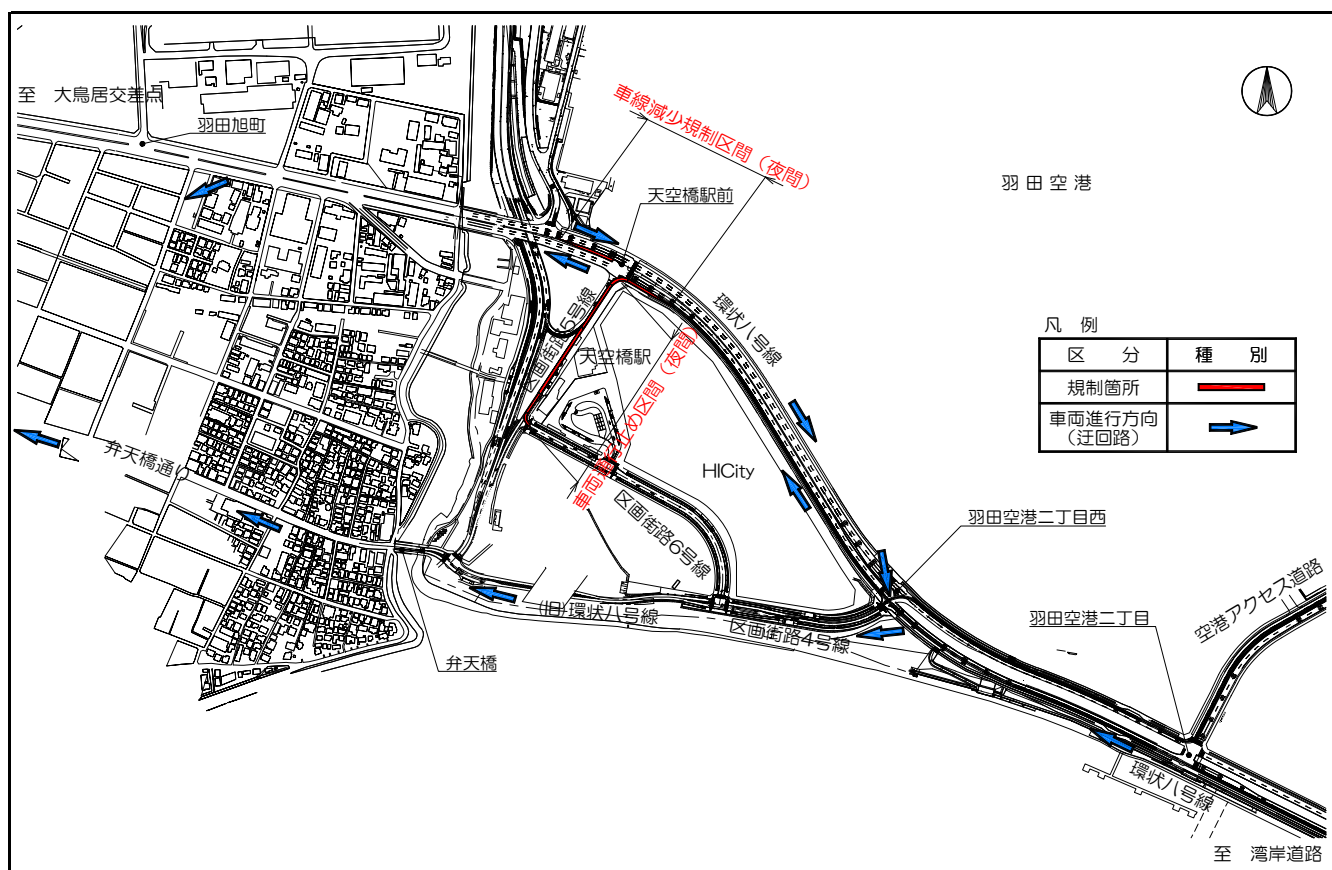 至 大鳥居交差点
羽田旭町
車線減少規制区間（夜間）
天空橋駅前
羽田空港
環状八号線
区画街路5号線
天空橋駅
車両通行止め区間（夜間）
凡 例
区 分 種 別
規制箇所
車両進行方向
（迂回路）
HICity
弁天橋通り
区画街路6号線
羽田空港二丁目西
(旧)環状八号線
区画街路4号線
羽田空港二丁目
空港アクセス道路
弁天橋
環状八号線
至 湾岸道路